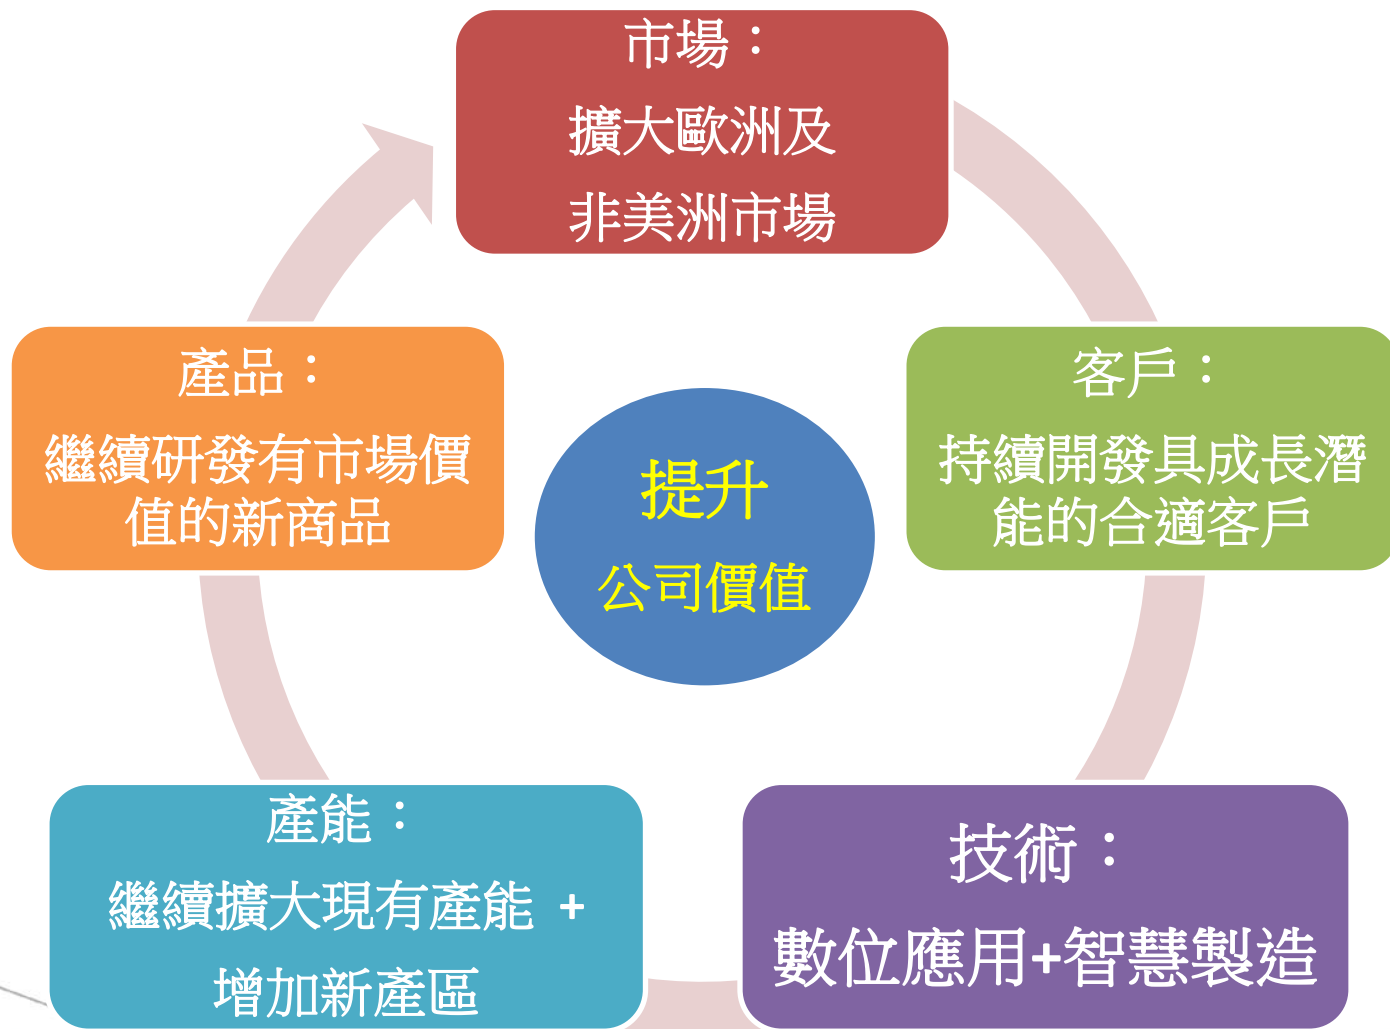 市場：
擴大歐洲及
非美洲市場
客戶：
持續開發具成長潛
能的合適客戶
技術：
數位應用+智慧製造
產能：
繼續擴大現有產能 +
增加新產區
產品：
繼續研發有市場價
值的新商品
提升
公司價值